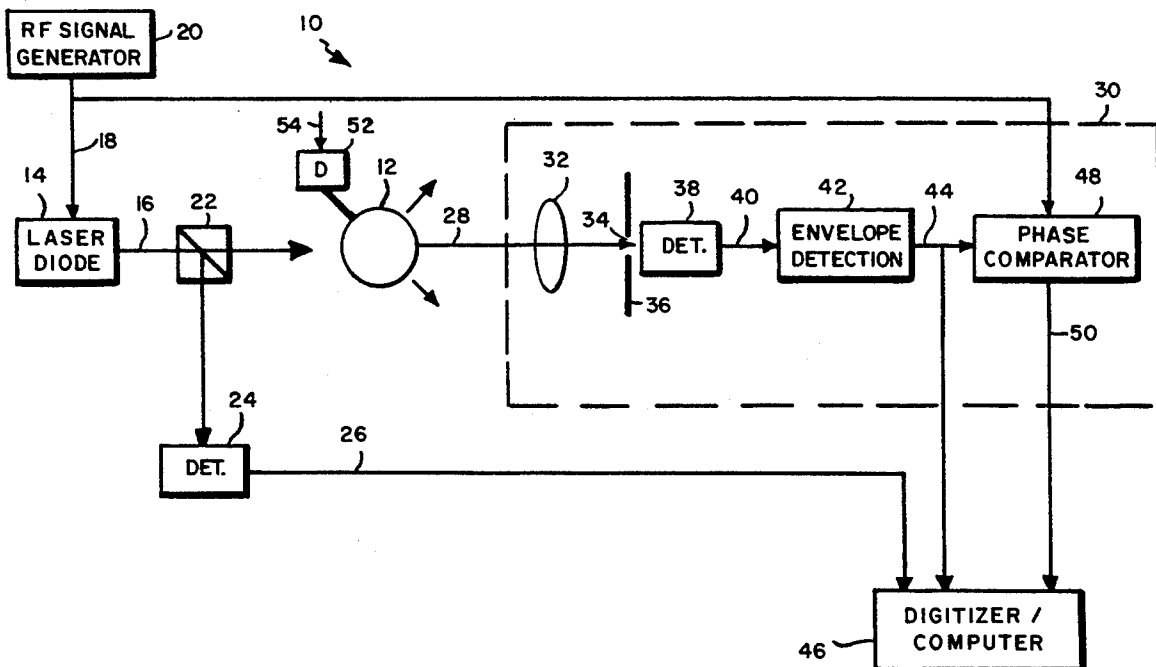 RF SIGNAL
GENERATOR
20
10
30
18
54
52
D
12
14
16
22
28
32
34
38
40
42
44
48
LASER
DIODE
DET.
ENVELOPE
DETECTION
PHASE
COMPARATOR
36
50
24
DET.
26
DIGITIZER /
COMPUTER
46